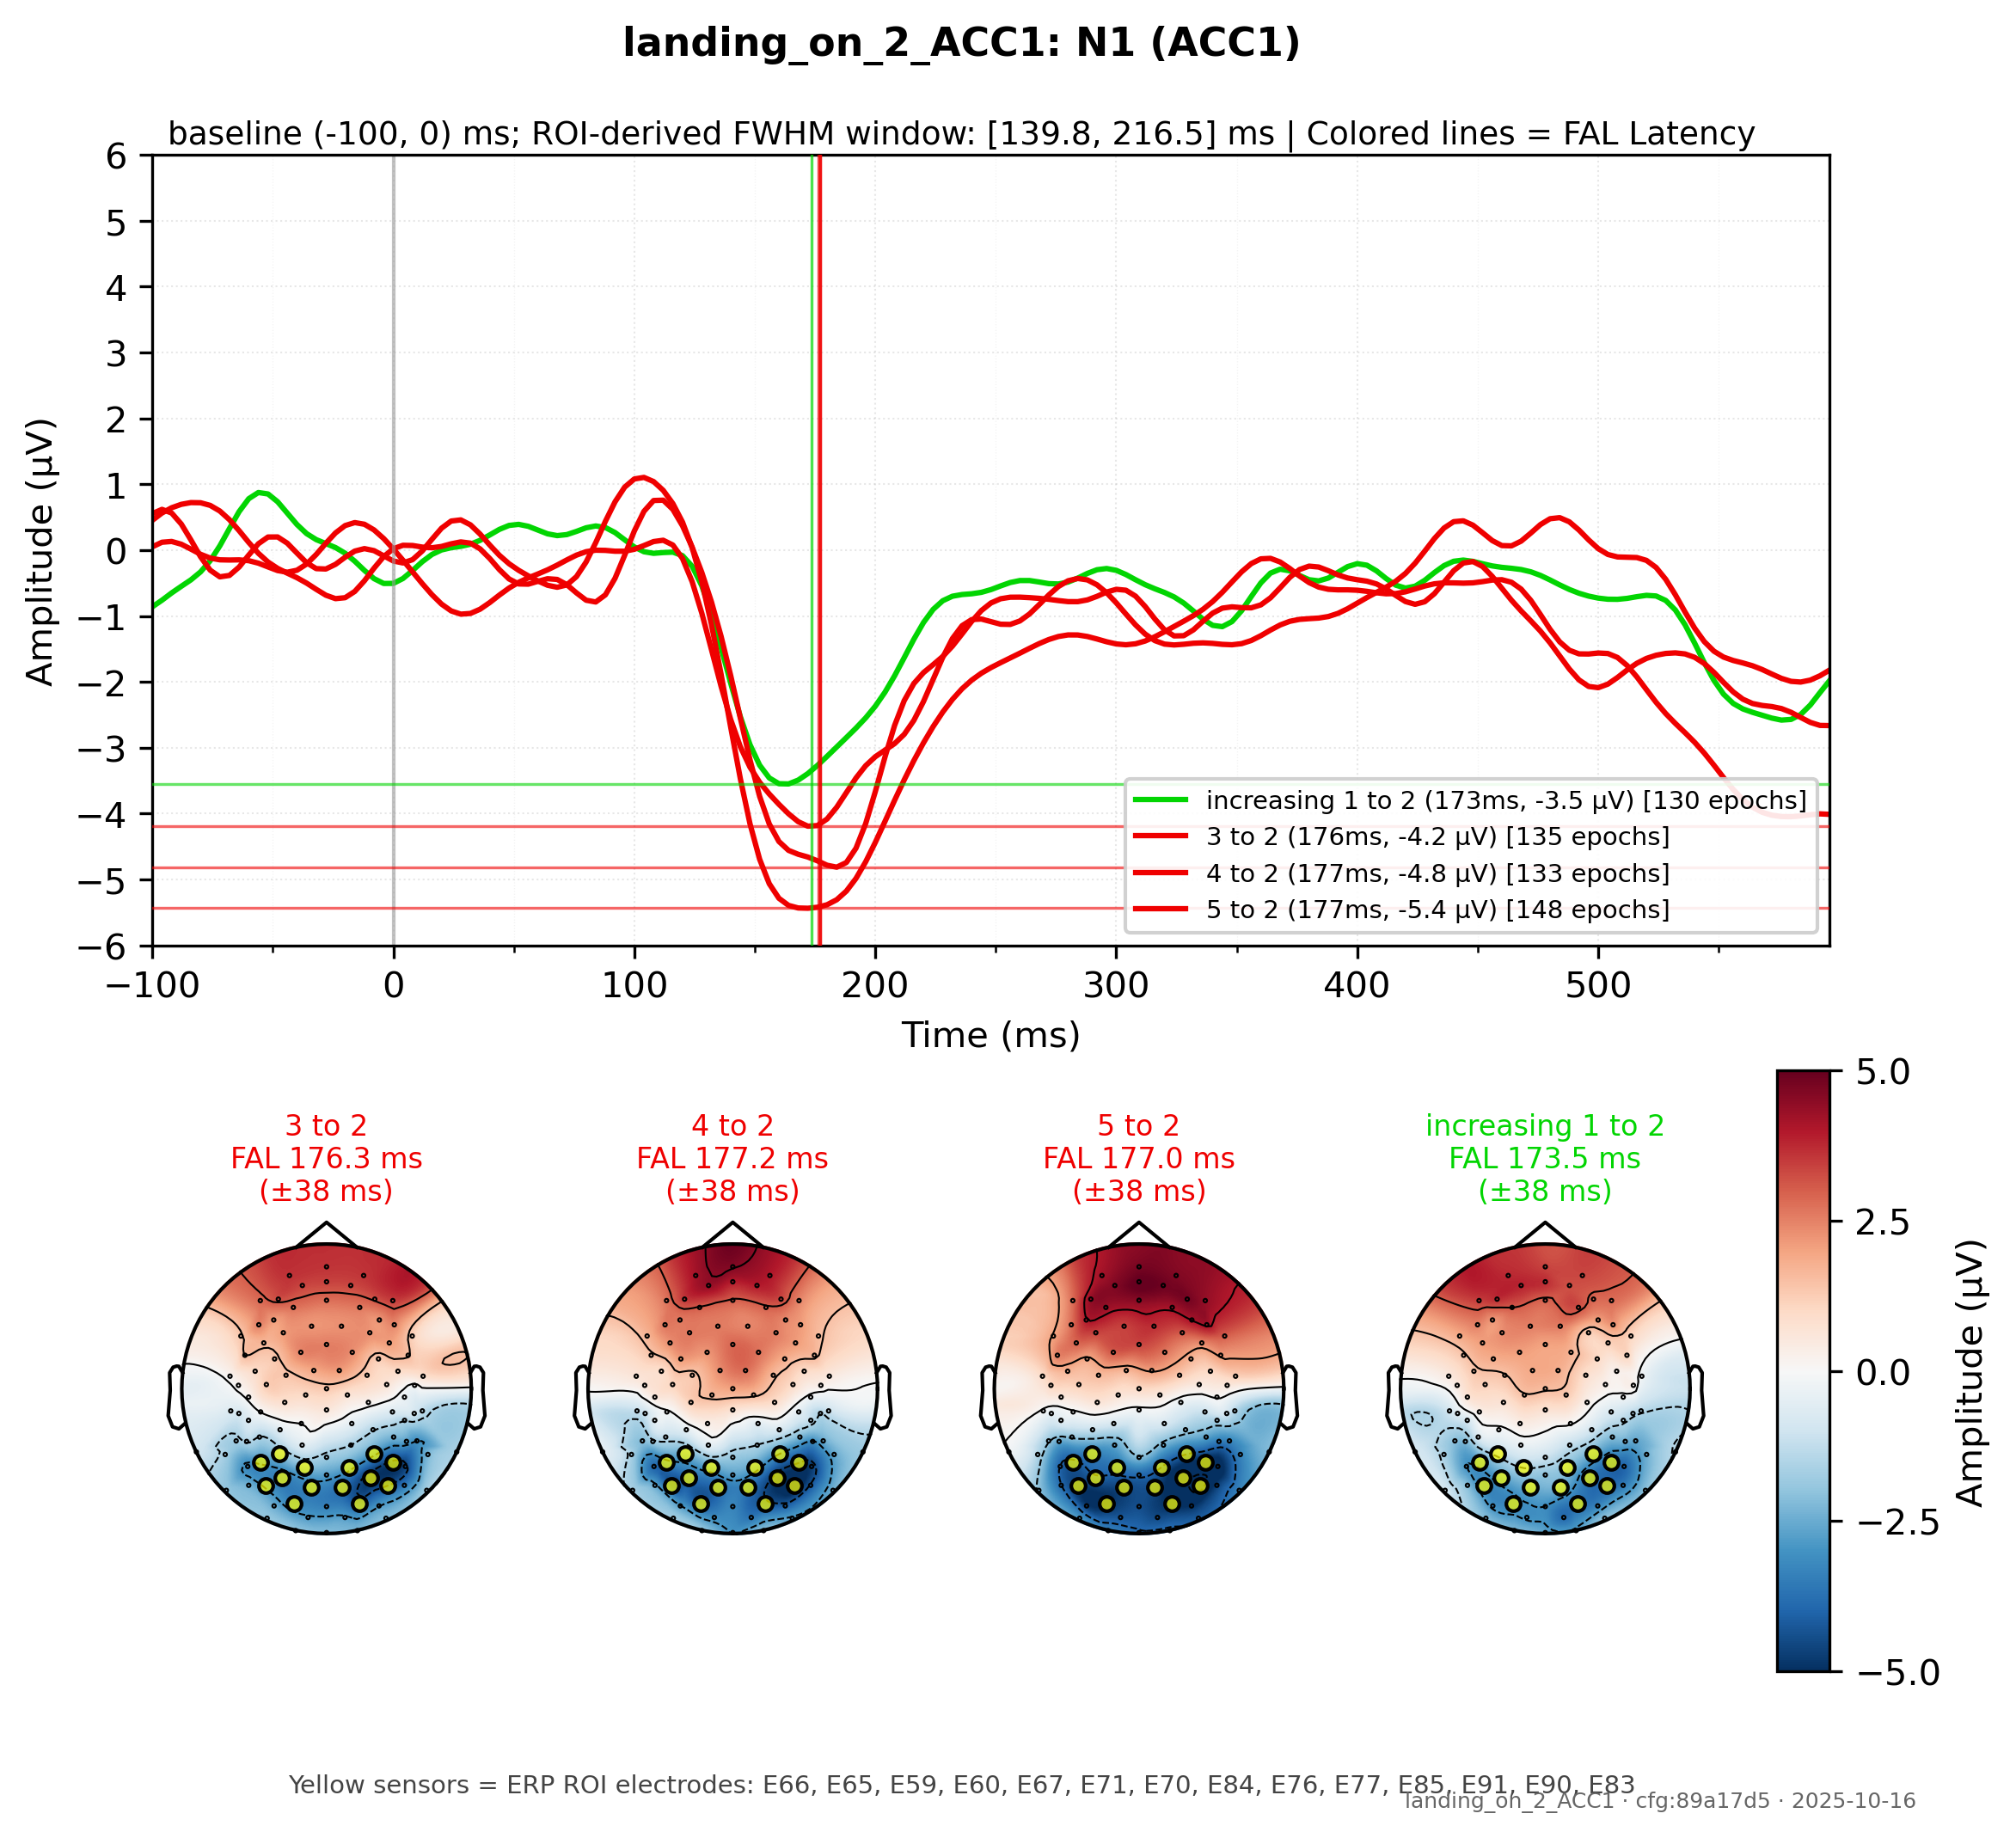 landing_on_2_ACC1: N1 (ACC1)
baseline (-100, 0) ms; ROI-derived FWHM window: [139.8, 216.5] ms | Colored lines = FAL Latency
6
5
4
3
2
1
0
−1
−2
−3
−4
−5
−6
Amplitude (µV)
increasing 1 to 2 (173ms, -3.5 µV) [130 epochs]
3 to 2 (176ms, -4.2 µV) [135 epochs]
4 to 2 (177ms, -4.8 µV) [133 epochs]
5 to 2 (177ms, -5.4 µV) [148 epochs]
−100 0 100 200 300 400 500
Time (ms)
3 to 2
FAL 176.3 ms
(±38 ms)
4 to 2
FAL 177.2 ms
(±38 ms)
5 to 2
FAL 177.0 ms
(±38 ms)
increasing 1 to 2
FAL 173.5 ms
(±38 ms)
5.0
2.5
0.0
−2.5
−5.0
Amplitude (µV)
Yellow sensors = ERP ROI electrodes: E66, E65, E59, E60, E67, E71, E70, E84, E76, E77, E85, E91, E90, E83
landing_on_2_ACC1 · cfg:89a17d5 · 2025-10-16